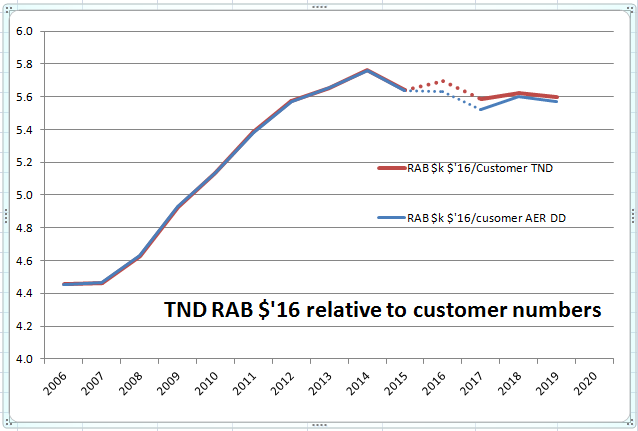 6.0
5.8
5.6
5.4
5.2
5.0
4.8
4.6
4.4
4.2
4.0
RAB $k $'16/Customer TND
RAB $k $'16/cusomer AER DD
TND RAB $'16 relative to customer numbers
2006 2007 2008 2009 2010 2011 2012 2013 2014 2015 2016 2017 2018 2019 2020